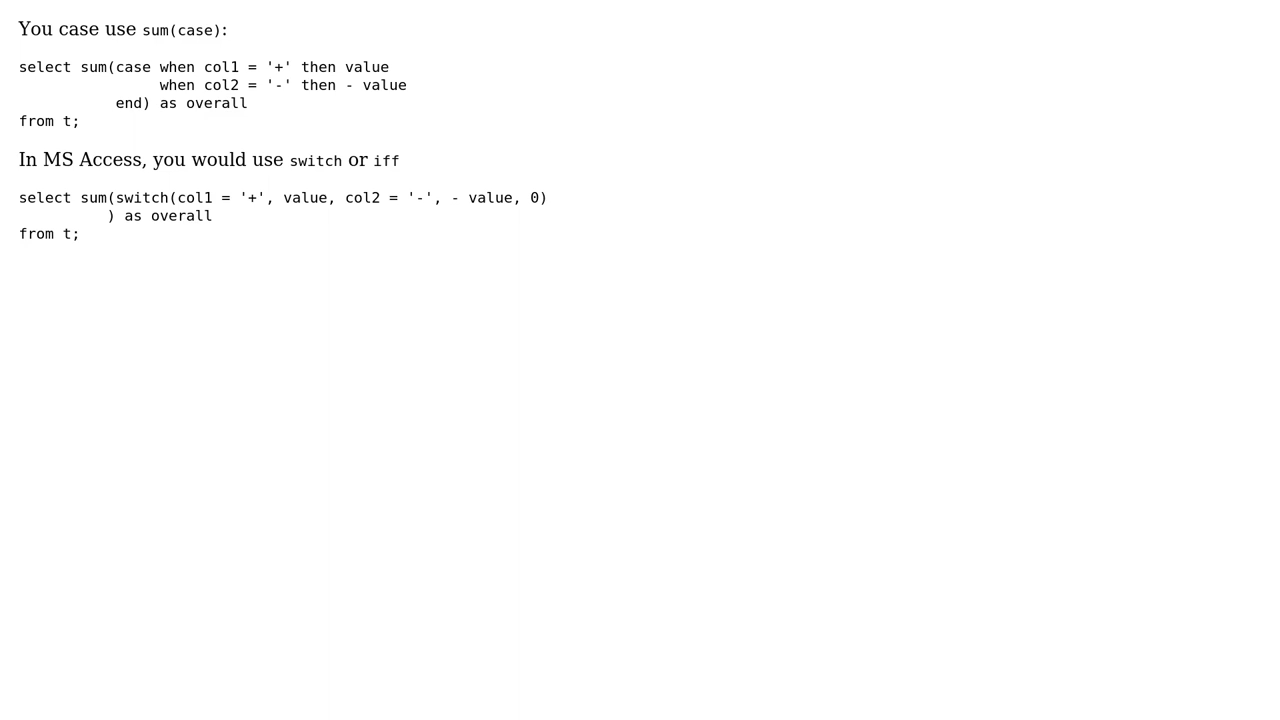 You case use sum(case):
select sum(case when col1 = '+' then value
                when col2 = '-' then - value
           end) as overall
from t;
In MS Access, you would use switch or iff
select sum(switch(col1 = '+', value, col2 = '-', - value, 0)
          ) as overall
from t;